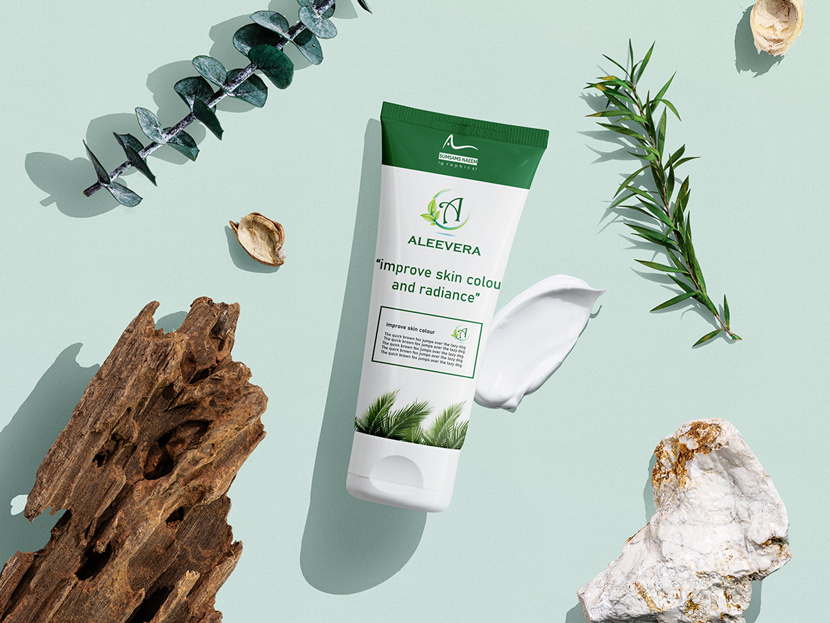 SUMSAMS NAEEM
(graphics)
A
ALEEVERA
"improve skin colou
and radiance"
improve skin colour
A
The quick brown fox jumps over the lazy dog
The quick brown fox jumps over the lazy dog
The quick brown fox jumps over the lazy dog
The quick brown fox jumps over the lazy dog
The quick brown fox jumps over the lazy dog